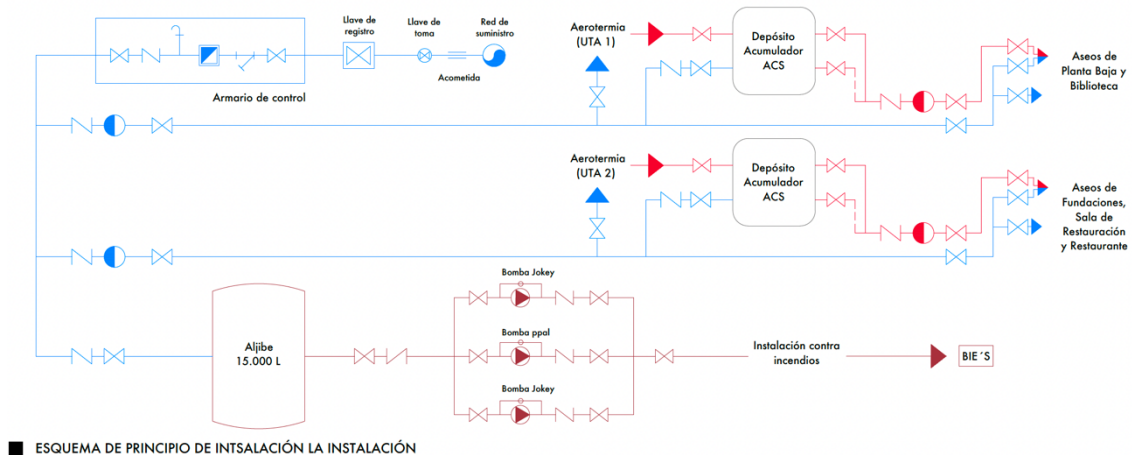 Llave de
registro
Llave de
toma
Red de
suministro
Acometida
Armario de control
Aerotermia
(UTA 1)
Depósito
Acumulador
ACS
Aseos de
Planta Baja y
Biblioteca
Aerotermia
(UTA 2)
Depósito
Acumulador
ACS
Aseos de
Fundaciones,
Sala de
Restauración
y Restaurante
Aljibe
15.000 L
Bomba Jokey
Bomba ppal
Bomba Jokey
Instalación contra
incendios
BIE´S
ESQUEMA DE PRINCIPIO DE INTSALACIÓN LA INSTALACIÓN